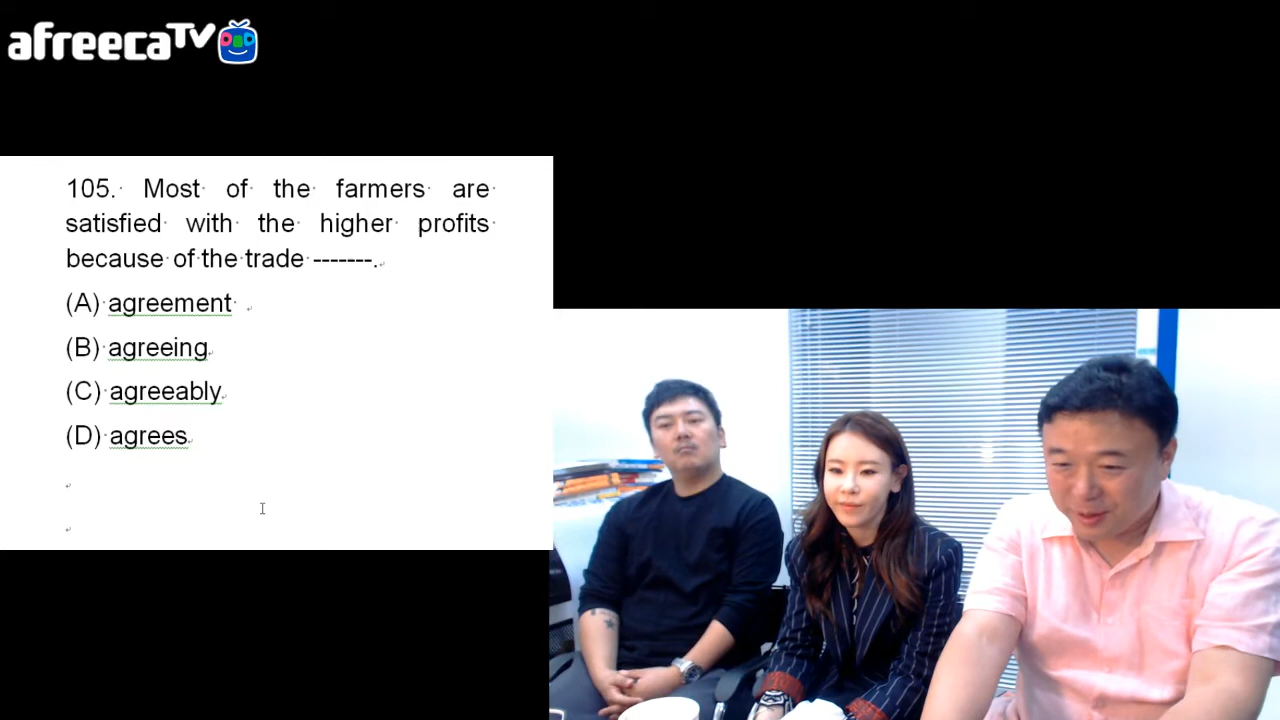 afreecaTV
105. Most of the farmers are
satisfied with the higher profits
because of the trade -------.
(A) agreement
(B) agreeing
(C) agreeably
(D) agrees